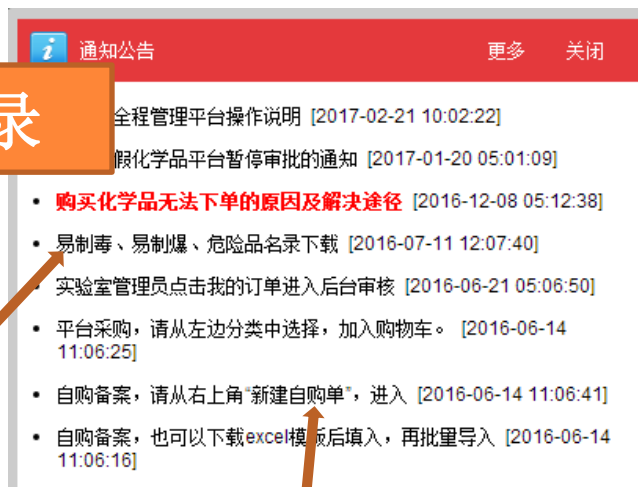 通知公告 更多 关闭
录
全程管理平台操作说明 [2017-02-21 10:02:22]
假化学品平台暂停审批的通知 [2017-01-20 05:01:09]
• 购买化学品无法下单的原因及解决途径 [2016-12-08 05:12:38]
• 易制毒、易制爆、危险品名录下载 [2016-07-11 12:07:40]
• 实验室管理员点击我的订单进入后台审核 [2016-06-21 05:06:50]
• 平台采购，请从左边分类中选择，加入购物车。 [2016-06-14
11:06:25]
• 自购备案，请从右上角“新建自购单”，进入 [2016-06-14 11:06:41]
• 自购备案，也可以下载excel模版后填入，再批量导入 [2016-06-14
11:06:16]